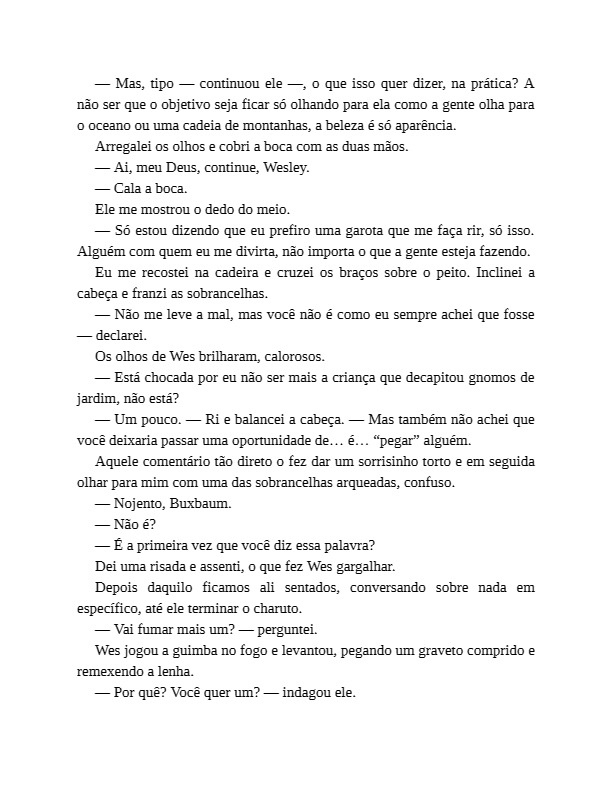 — Mas, tipo — continuou ele —, o que isso quer dizer, na prática? A
não ser que o objetivo seja ficar só olhando para ela como a gente olha para
o oceano ou uma cadeia de montanhas, a beleza é só aparência.
Arregalei os olhos e cobri a boca com as duas mãos.
— Ai, meu Deus, continue, Wesley.
— Cala a boca.
Ele me mostrou o dedo do meio.
— Só estou dizendo que eu prefiro uma garota que me faça rir, só isso.
Alguém com quem eu me divirta, não importa o que a gente esteja fazendo.
Eu me recostei na cadeira e cruzei os braços sobre o peito. Inclinei a
cabeça e franzi as sobrancelhas.
— Não me leve a mal, mas você não é como eu sempre achei que fosse
— declarei.
Os olhos de Wes brilharam, calorosos.
— Está chocada por eu não ser mais a criança que decapitou gnomos de
jardim, não está?
— Um pouco. — Ri e balancei a cabeça. — Mas também não achei que
você deixaria passar uma oportunidade de… é… “pegar” alguém.
Aquele comentário tão direto o fez dar um sorrisinho torto e em seguida
olhar para mim com uma das sobrancelhas arqueadas, confuso.
— Nojento, Buxbaum.
— Não é?
— É a primeira vez que você diz essa palavra?
Dei uma risada e assenti, o que fez Wes gargalhar.
Depois daquilo ficamos ali sentados, conversando sobre nada em
específico, até ele terminar o charuto.
— Vai fumar mais um? — perguntei.
Wes jogou a guimba no fogo e levantou, pegando um graveto comprido e
remexendo a lenha.
— Por quê? Você quer um? — indagou ele.